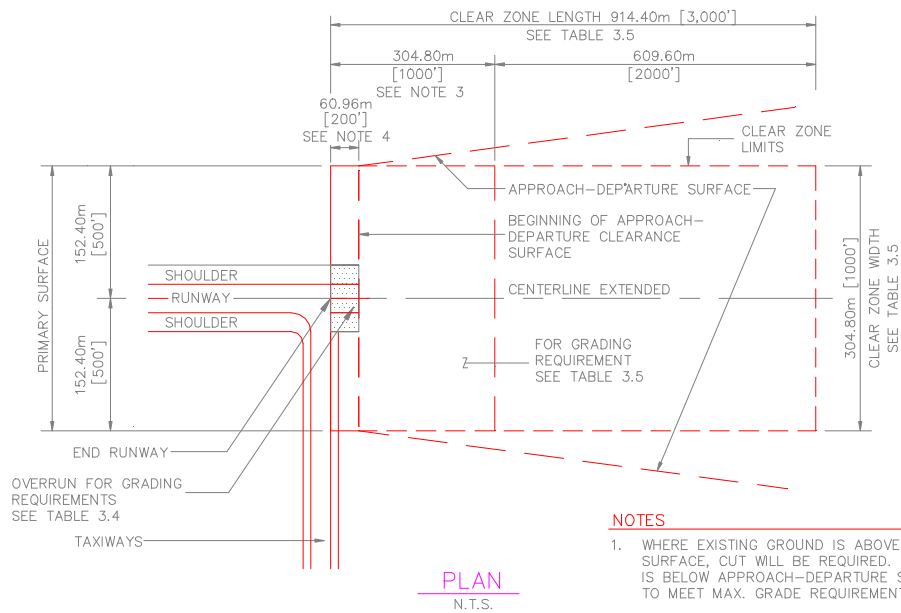 CLEAR ZONE LENGTH 914.40m [3,000']
SEE TABLE 3.5
304.80m
[1000']
SEE NOTE 3
609.60m
[2000']
60.96m
[200']
SEE NOTE 4
CLEAR ZONE
LIMITS
APPROACH-DEPARTURE SURFACE
BEGINNING OF APPROACH-
DEPARTURE CLEARANCE
SURFACE
PRIMARY SURFACE
152.40m
[500']
152.40m
[500']
SHOULDER
RUNWAY
SHOULDER
CENTERLINE EXTENDED
304.80m [1000']
CLEAR ZONE WIDTH
SEE TABLE 3.5
FOR GRADING
REQUIREMENT
SEE TABLE 3.5
END RUNWAY
OVERRUN FOR GRADING
REQUIREMENTS
SEE TABLE 3.4
TAXIWAYS
PLAN
N.T.S.
NOTES
1. WHERE EXISTING GROUND IS ABOVE
SURFACE, CUT WILL BE REQUIRED.
IS BELOW APPROACH-DEPARTURE S
TO MEET MAX. GRADE REQUIREMENT